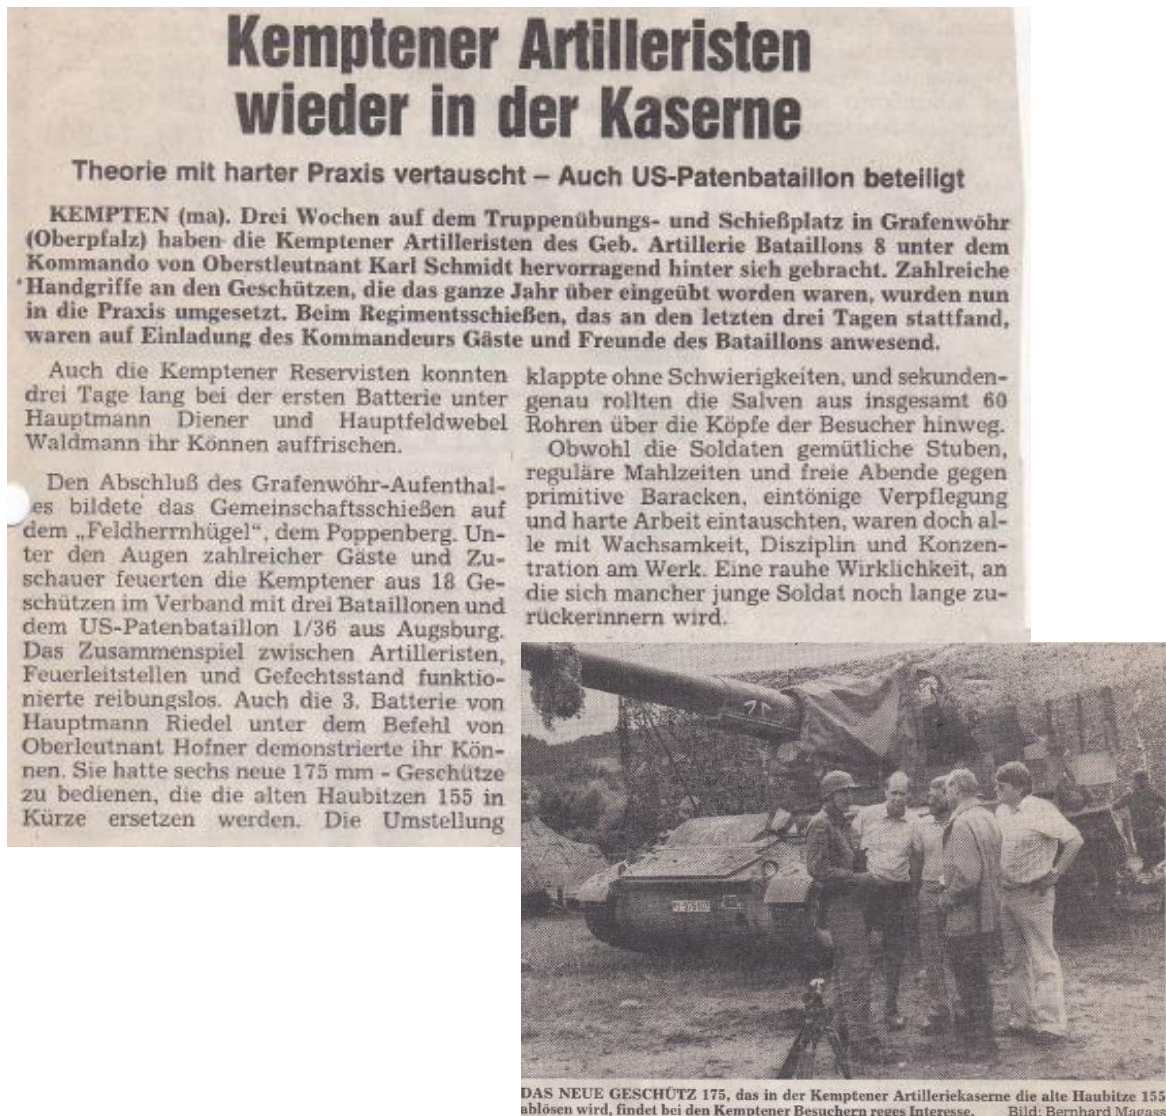 Kemptener Artilleristen
wieder in der Kaserne
Theorie mit harter Praxis vertauscht – Auch US-Patenbataillon beteiligt
KEMPTEN (ma). Drei Wochen auf dem Truppenübungs- und Schießplatz in Grafenwöhr
(Oberpfalz) haben die Kemptener Artilleristen des Geb. Artillerie Bataillons 8 unter dem
Kommando von Oberstleutnant Karl Schmidt hervorragend hinter sich gebracht. Zahlreiche
Handgriffe an den Geschützen, die das ganze Jahr über eingeübt worden waren, wurden nun
in die Praxis umgesetzt. Beim Regimentsschießen, das an den letzten drei Tagen stattfand,
waren auf Einladung des Kommandeurs Gäste und Freunde des Bataillons anwesend.
Auch die Kemptener Reservisten konnten
drei Tage lang bei der ersten Batterie unter
Hauptmann Diener und Hauptfeldwebel
Waldmann ihr Können auffrischen.
Den Abschluß des Grafenwöhr-Aufenthal-
es bildete das Gemeinschaftsschießen auf
dem „Feldherrnhügel“, dem Poppenberg. Un-
ter den Augen zahlreicher Gäste und Zu-
schauer feuerten die Kemptener aus 18 Ge-
schützen im Verband mit drei Bataillonen und
dem US-Patenbataillon 1/36 aus Augsburg.
Das Zusammenspiel zwischen Artilleristen,
Feuerleitstellen und Gefechtsstand funktio-
nierte reibungslos. Auch die 3. Batterie von
Hauptmann Riedel unter dem Befehl von
Oberleutnant Hofner demonstrierte ihr Kön-
nen. Sie hatte sechs neue 175 mm - Geschütze
zu bedienen, die die alten Haubitzen 155 in
Kürze ersetzen werden. Die Umstellung
klappte ohne Schwierigkeiten, und sekunden-
genau rollten die Salven aus insgesamt 60
Rohren über die Köpfe der Besucher hinweg.
Obwohl die Soldaten gemütliche Stuben,
reguläre Mahlzeiten und freie Abende gegen
primitive Baracken, eintönige Verpflegung
und harte Arbeit eintauschten, waren doch al-
le mit Wachsamkeit, Disziplin und Konzen-
tration am Werk. Eine rauhe Wirklichkeit, an
die sich mancher junge Soldat noch lange zu-
rückerinnern wird.
DAS NEUE GESCHÜTZ 175, das in der Kemptener Artilleriekaserne die alte Haubitze 155
ablösen wird, findet bei den Kemptener Besuchern reges Interesse. Bild: Bernhard Magas